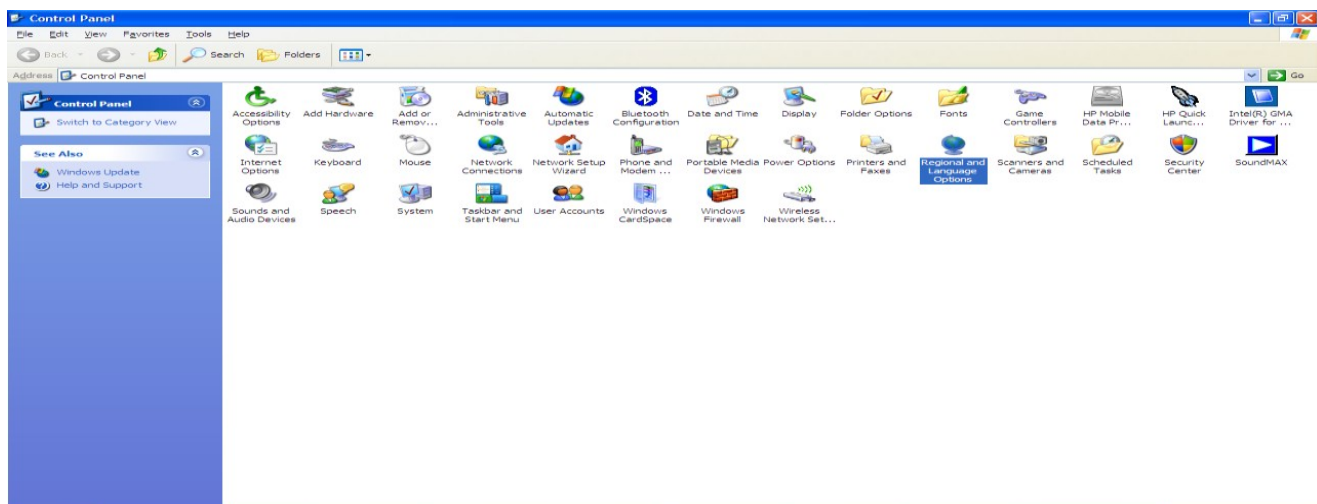 Control Panel
File Edit View Favorites Tools Help
Back Search Folders
Address Control Panel Go
Control Panel
Switch to Category View
See Also
Windows Update
Help and Support
Accessibility Options
Add Hardware
Add or Remov...
Administrative Tools
Automatic Updates
Bluetooth Configuration
Date and Time
Display
Folder Options
Fonts
Game Controllers
HP Mobile Data Pr...
HP Quick Launc...
Intel(R) GMA Driver for ...
Internet Options
Keyboard
Mouse
Network Connections
Network Setup Wizard
Phone and Modem ...
Portable Media Devices
Power Options
Printers and Faxes
Regional and Language Options
Scanners and Cameras
Scheduled Tasks
Security Center
SoundMAX
Sounds and Audio Devices
Speech
System
Taskbar and Start Menu
User Accounts
Windows CardSpace
Windows Firewall
Wireless Network Set...